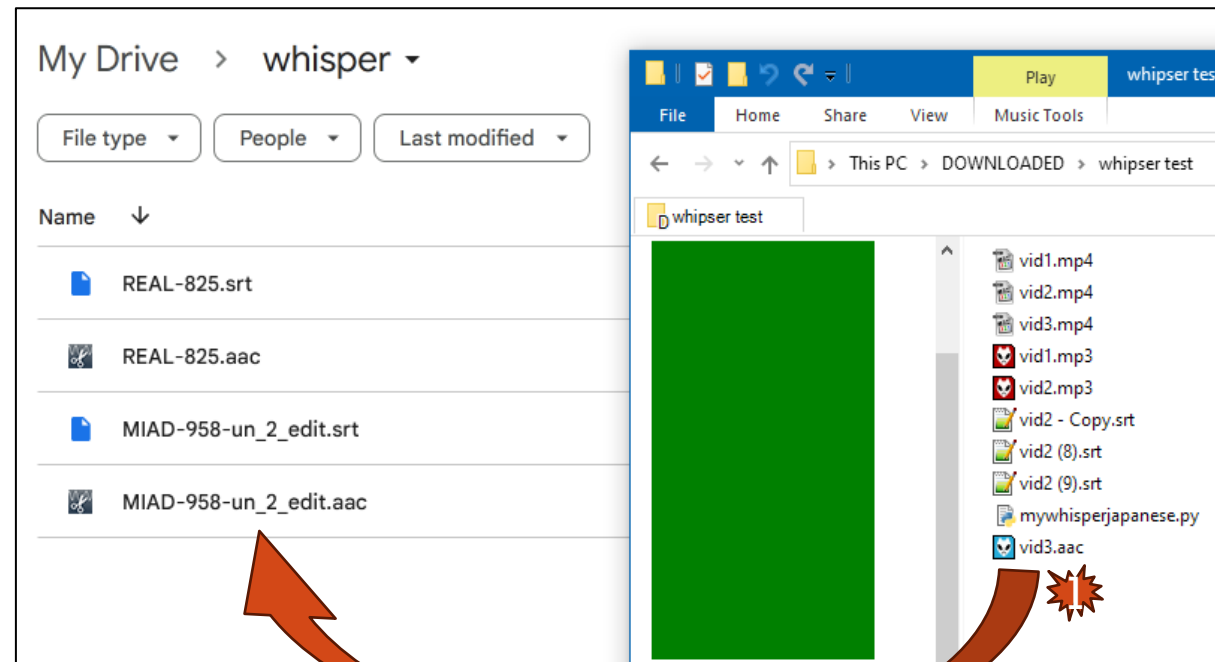 My Drive > whisper
File type
People
Last modified
Name
REAL-825.srt
REAL-825.aac
MIAD-958-un_2_edit.srt
MIAD-958-un_2_edit.aac
Play
whipser tes
File
Home
Share
View
Music Tools
This PC > DOWNLOADED > whipser test
whipser test
vid1.mp4
vid2.mp4
vid3.mp4
vid1.mp3
vid2.mp3
vid2 - Copy.srt
vid2 (8).srt
vid2 (9).srt
mywhisperjapanese.py
vid3.aac
1